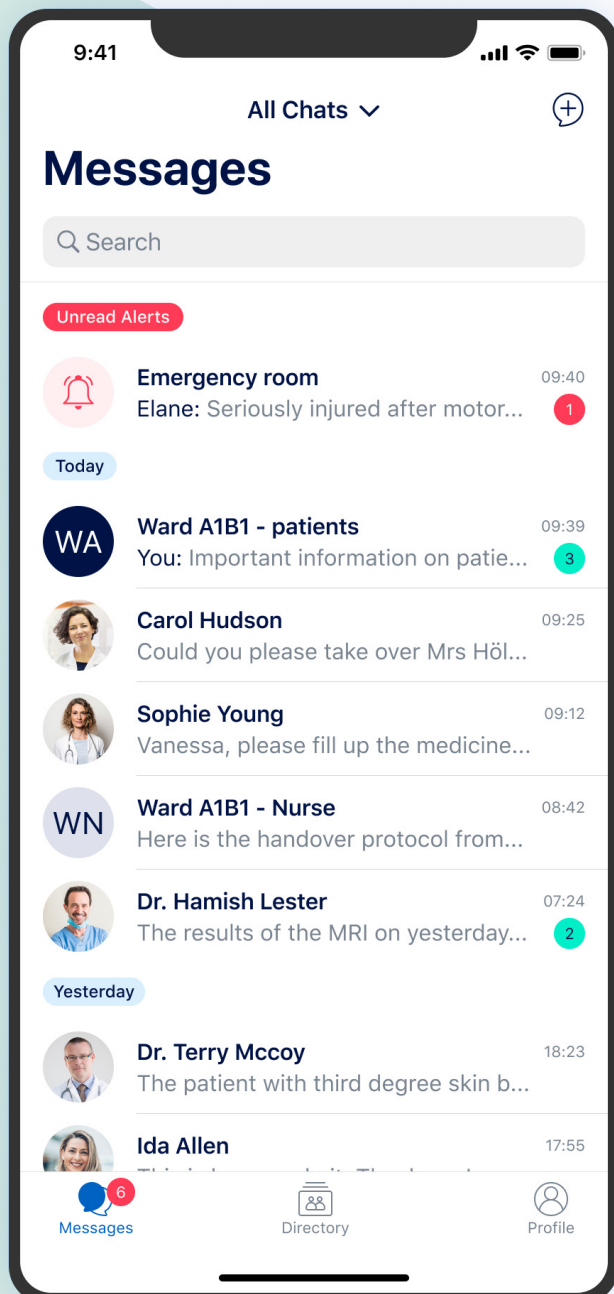 9:41
All Chats
Messages
Search
Unread Alerts
Emergency room 09:40
Elane: Seriously injured after motor... 1
Today
WA
Ward A1B1 - patients 09:39
You: Important information on patie... 3
Carol Hudson 09:25
Could you please take over Mrs Höl...
Sophie Young 09:12
Vanessa, please fill up the medicine...
WN
Ward A1B1 - Nurse 08:42
Here is the handover protocol from...
Dr. Hamish Lester 07:24
The results of the MRI on yesterday... 2
Yesterday
Dr. Terry Mccoy 18:23
The patient with third degree skin b...
Ida Allen 17:55
6
Messages Directory Profile